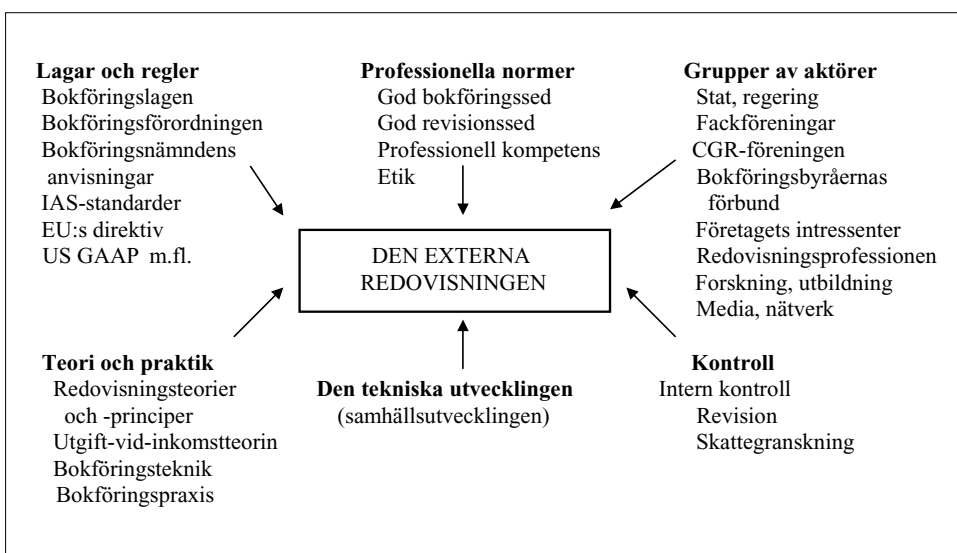 Lagar och regler
Bokföringslagen
Bokföringsförordningen
Bokföringsnämndens
anvisningar
IAS-standarder
EU:s direktiv
US GAAP m.fl.
Professionella normer
God bokföringssed
God revisionssed
Professionell kompetens
Etik
Grupper av aktörer
Stat, regering
Fackföreningar
CGR-föreningen
Bokföringsbyråernas
förbund
Företagets intressenter
Redovisningsprofessionen
Forskning, utbildning
Media, nätverk
DEN EXTERNA
REDOVISNINGEN
Teori och praktik
Redovisningsteorier
och -principer
Utgift-vid-inkomstteorin
Bokföringsteknik
Bokföringspraxis
Den tekniska utvecklingen
(samhällsutvecklingen)
Kontroll
Intern kontroll
Revision
Skattegranskning